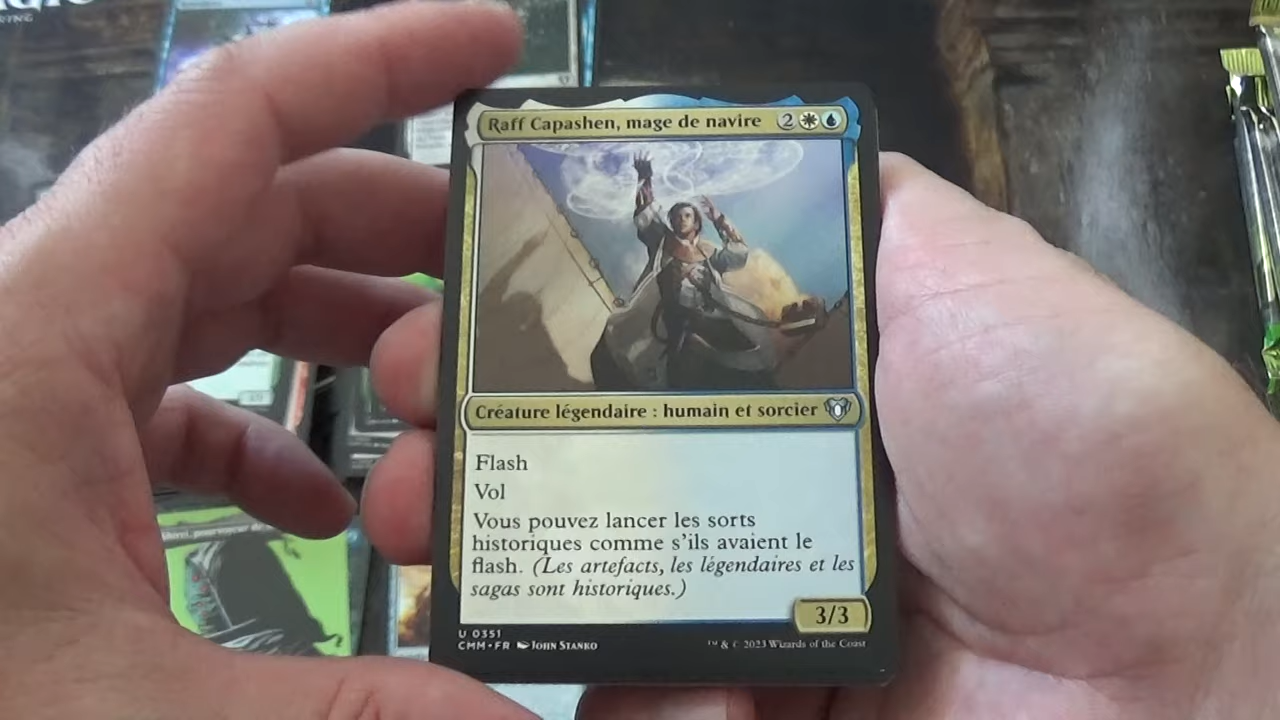 RING
Raff Capashen, mage de navire 2
Créature légendaire : humain et sorcier
Flash
Vol
Vous pouvez lancer les sorts
historiques comme s'ils avaient le
flash. (Les artefacts, les légendaires et les
sagas sont historiques.)
3/3
U 0351
CMM • FR JOHN STANKO
™ & © 2023 Wizards of the Coast